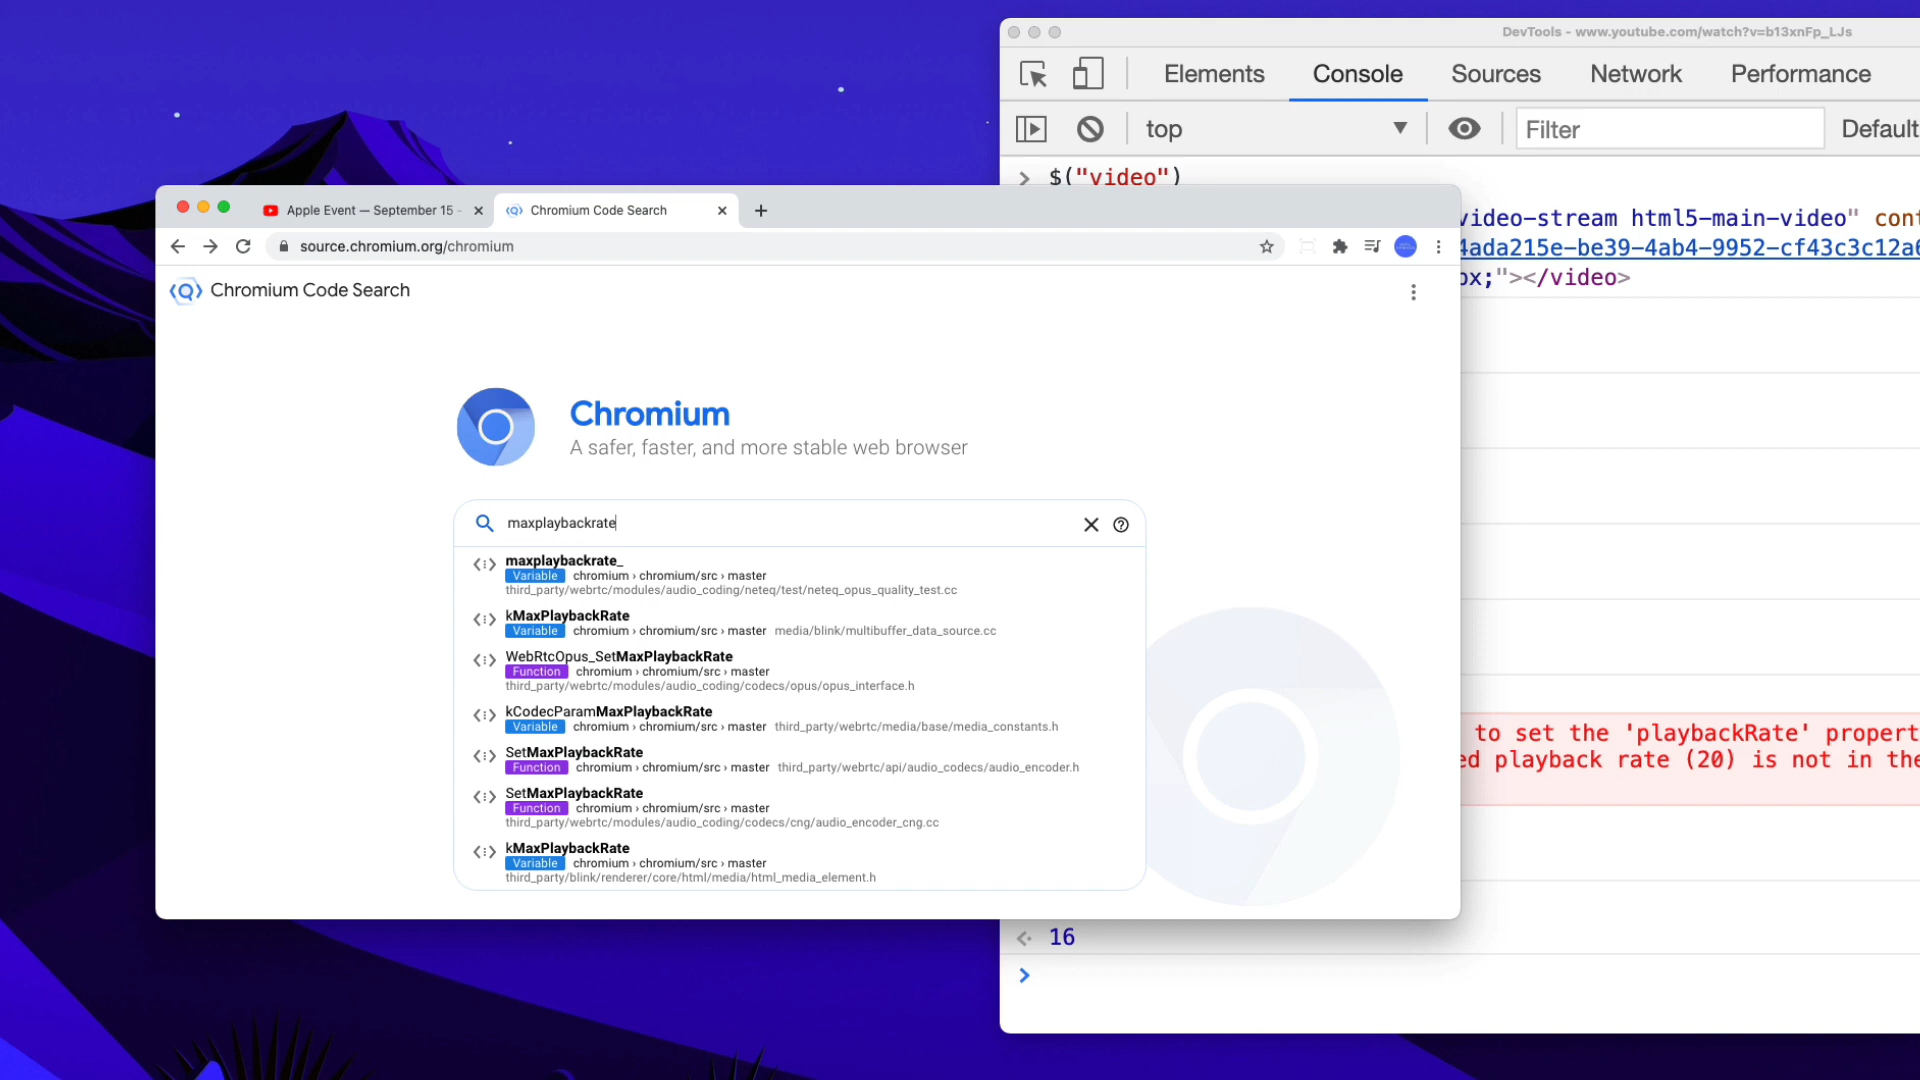 DevTools - www.youtube.com/watch?v=b13xnFp_LJs
Elements Console Sources Network Performance
top Filter Default
$("video")
video-stream html5-main-video" cont
4ada215e-be39-4ab4-9952-cf43c3c12a6
px;"></video>
to set the 'playbackRate' propert
ed playback rate (20) is not in the
16
Apple Event — September 15 -
Chromium Code Search
source.chromium.org/chromium
Chromium Code Search
Chromium
A safer, faster, and more stable web browser
maxplaybackrate
maxplaybackrate_
Variable chromium › chromium/src › master
third_party/webrtc/modules/audio_coding/neteq/test/neteq_opus_quality_test.cc
kMaxPlaybackRate
Variable chromium › chromium/src › master media/blink/multibuffer_data_source.cc
WebRtcOpus_SetMaxPlaybackRate
Function chromium › chromium/src › master
third_party/webrtc/modules/audio_coding/codecs/opus/opus_interface.h
kCodecParamMaxPlaybackRate
Variable chromium › chromium/src › master third_party/webrtc/media/base/media_constants.h
SetMaxPlaybackRate
Function chromium › chromium/src › master third_party/webrtc/api/audio_codecs/audio_encoder.h
SetMaxPlaybackRate
Function chromium › chromium/src › master
third_party/webrtc/modules/audio_coding/codecs/cng/audio_encoder_cng.cc
kMaxPlaybackRate
Variable chromium › chromium/src › master
third_party/blink/renderer/core/html/media/html_media_element.h